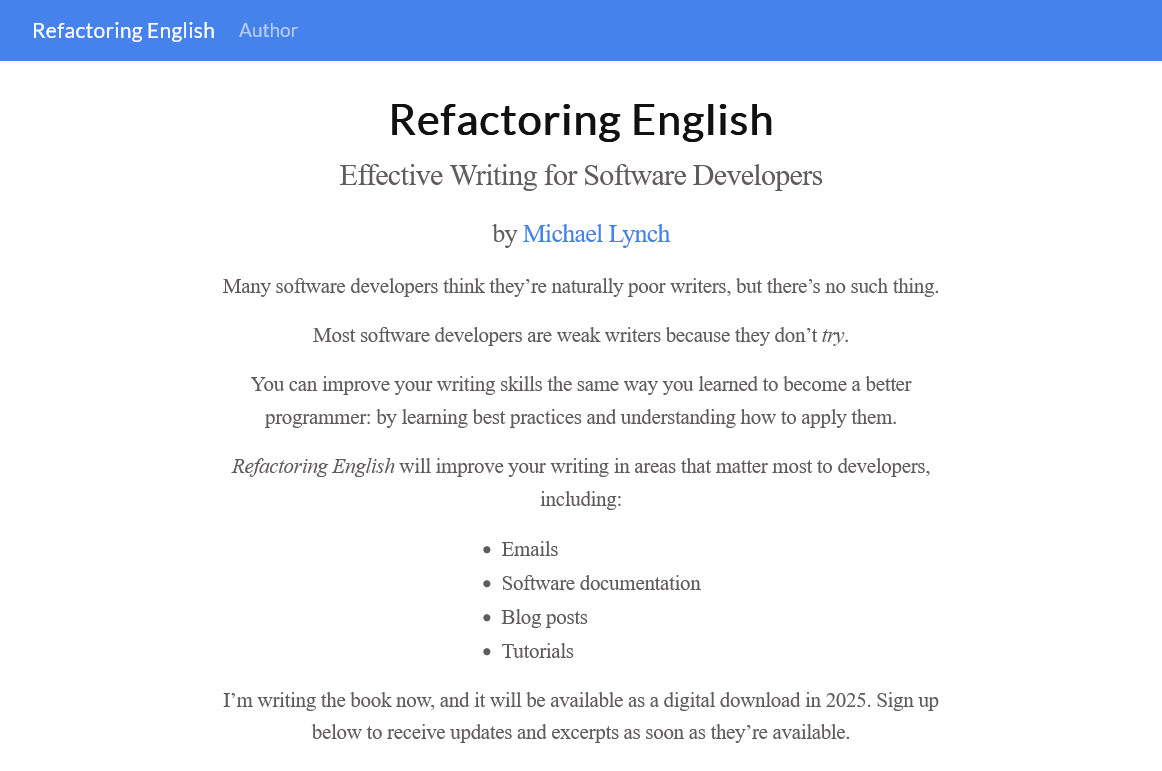 Refactoring English Author
Refactoring English
Effective Writing for Software Developers
by Michael Lynch
Many software developers think they’re naturally poor writers, but there’s no such thing.
Most software developers are weak writers because they don’t try.
You can improve your writing skills the same way you learned to become a better
programmer: by learning best practices and understanding how to apply them.
Refactoring English will improve your writing in areas that matter most to developers,
including:
• Emails
• Software documentation
• Blog posts
• Tutorials
I’m writing the book now, and it will be available as a digital download in 2025. Sign up
below to receive updates and excerpts as soon as they’re available.